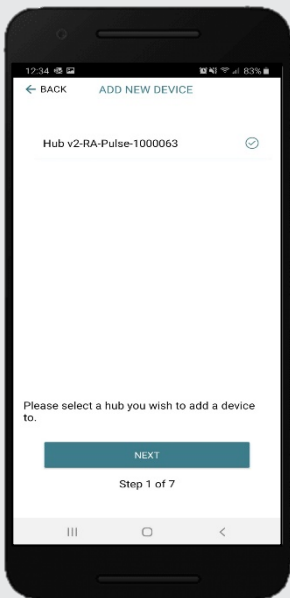 12:34 83%
← BACK ADD NEW DEVICE
Hub v2-RA-Pulse-1000063
Please select a hub you wish to add a device
to.
NEXT
Step 1 of 7